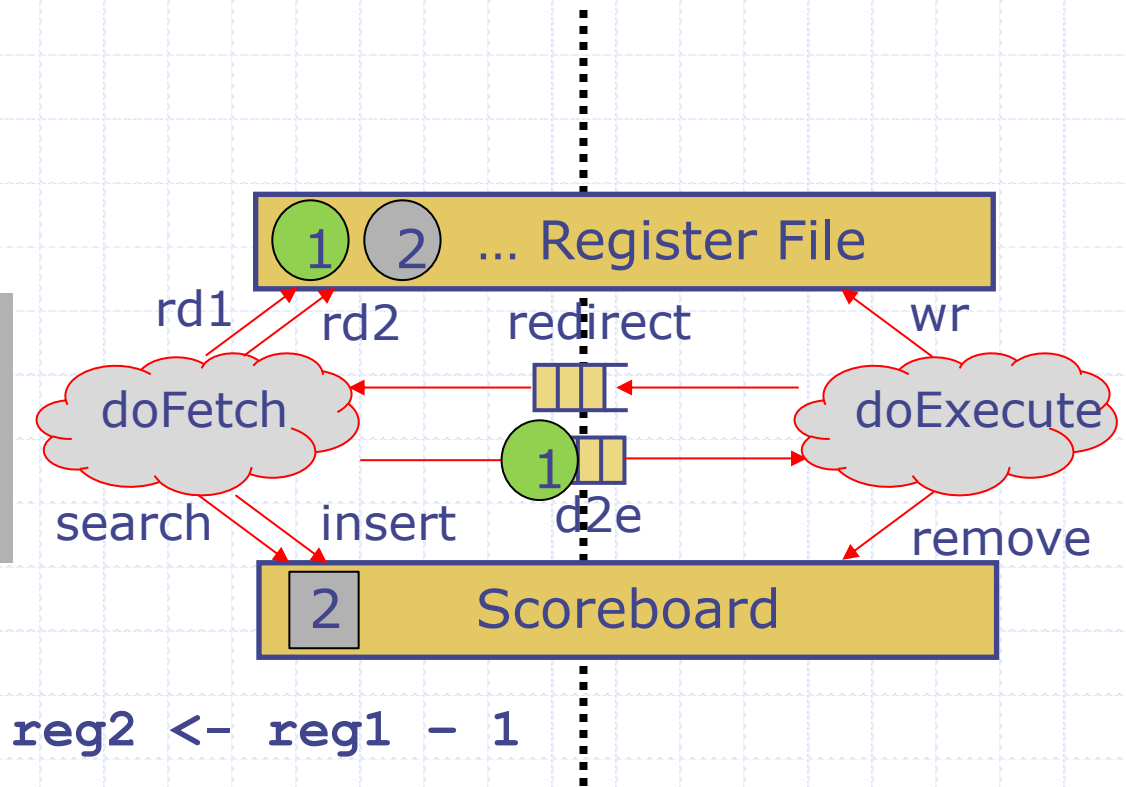 1 2 … Register File
rd1 rd2 redirect wr
doFetch doExecute
1
d2e
search insert remove
2 Scoreboard
reg2 <- reg1 – 1